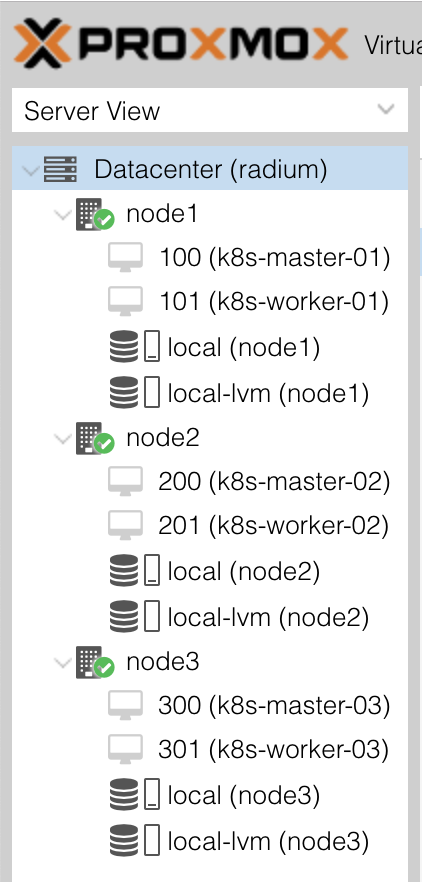 PROXMOX Virtua
Server View
Datacenter (radium)
node1
100 (k8s-master-01)
101 (k8s-worker-01)
local (node1)
local-lvm (node1)
node2
200 (k8s-master-02)
201 (k8s-worker-02)
local (node2)
local-lvm (node2)
node3
300 (k8s-master-03)
301 (k8s-worker-03)
local (node3)
local-lvm (node3)